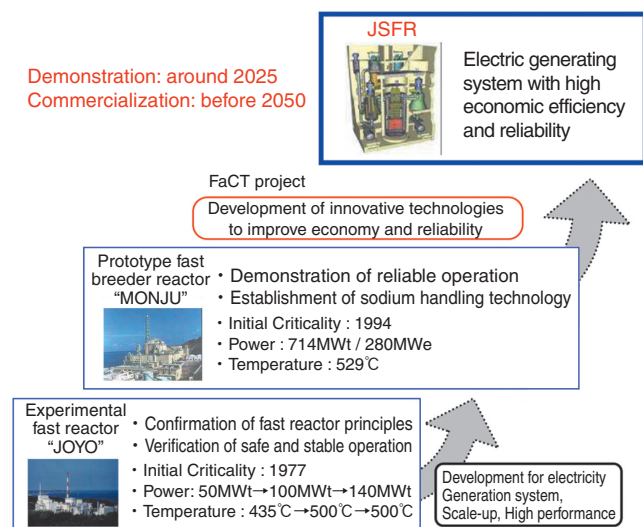 JSFR
Demonstration: around 2025
Commercialization: before 2050
Electric generating
system with high
economic efficiency
and reliability
FaCT project
Development of innovative technologies
to improve economy and reliability
Prototype fast
breeder reactor
“MONJU”
・Demonstration of reliable operation
・Establishment of sodium handling technology
・Initial Criticality : 1994
・Power : 714MWt / 280MWe
・Temperature : 529℃
Experimental
fast reactor
“JOYO”
・Confirmation of fast reactor principles
・Verification of safe and stable operation
・Initial Criticality : 1977
・Power: 50MWt→100MWt→140MWt
・Temperature : 435℃→500℃→500℃
Development for electricity
Generation system,
Scale-up, High performance